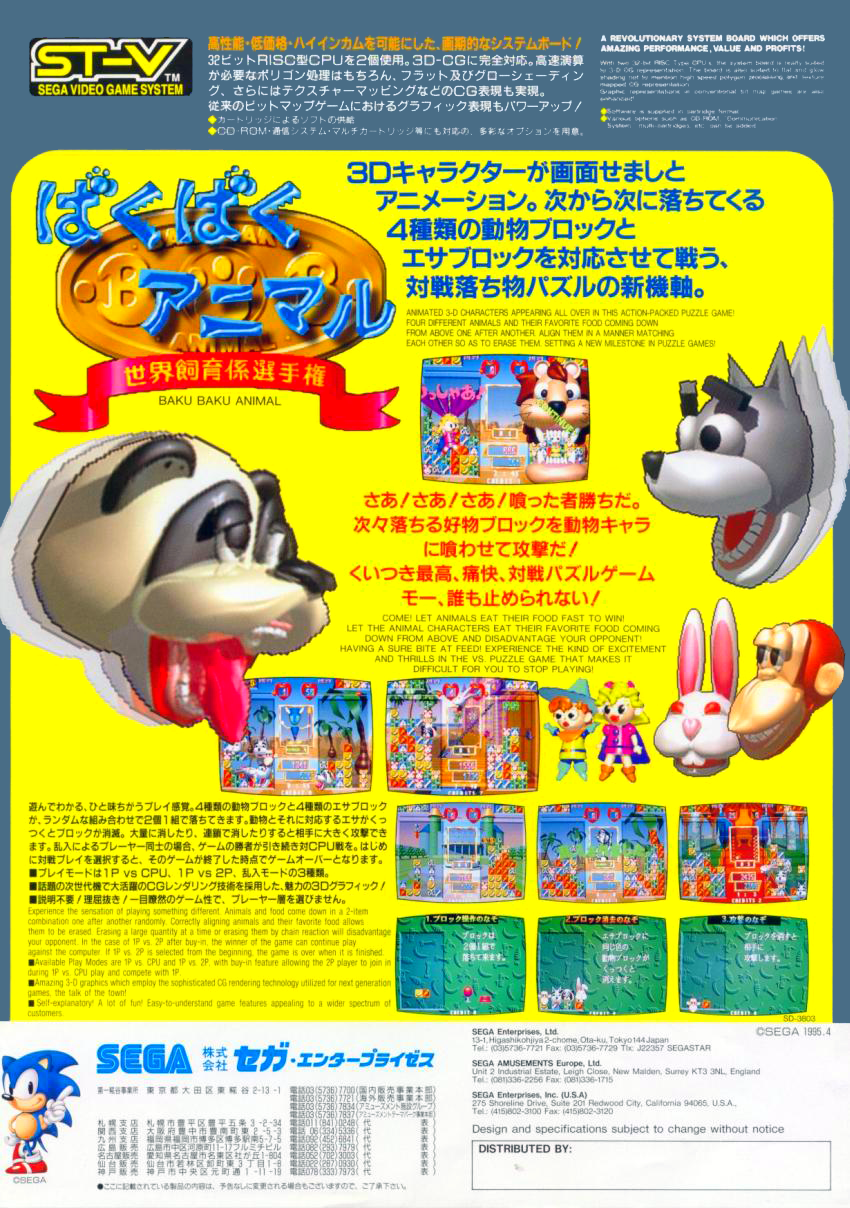 ST-V TM
SEGA VIDEO GAME SYSTEM
高性能・低価格・ハイインカムを可能にした、画期的なシステムボード！
32ビットRISC型CPUを2個使用。3D-CGに完全対応。高速演算
が必要なポリゴン処理はもちろん、フラット及びグローシェーディン
グ、さらにはテクスチャーマッピングなどのCG表現も実現。
従来のビットマップゲームにおけるグラフィック表現もパワーアップ！
◆カートリッジによるソフトの供給
◆CD-ROM・通信システム・マルチカートリッジ等にも対応の、多彩なオプションを用意。
A REVOLUTIONARY SYSTEM BOARD WHICH OFFERS
AMAZING PERFORMANCE, VALUE AND PROFITS!
With two 32-bit RISC Type CPU's, the system board is ideally suited
to 3-D CG representation. The board is also suited to flat and glow
shading not to mention high speed polygon processing and texture
mapped CG representation.
Graphic representations in conventional bit map games are also
enhanced!
◆Software is supplied in cartridge format
◆Various options such as CD-ROM, Communication
System, multi-cartridges, etc. can be added
ばくばく
アニマル
ANIMAL
世界飼育係選手権
BAKU BAKU ANIMAL
3Dキャラクターが画面せましと
アニメーション。次から次に落ちてくる
4種類の動物ブロックと
エサブロックを対応させて戦う、
対戦落ち物パズルの新機軸。
ANIMATED 3-D CHARACTERS APPEARING ALL OVER IN THIS ACTION-PACKED PUZZLE GAME!
FOUR DIFFERENT ANIMALS AND THEIR FAVORITE FOOD COMING DOWN
FROM ABOVE ONE AFTER ANOTHER. ALIGN THEM IN A MANNER MATCHING
EACH OTHER SO AS TO ERASE THEM. SETTING A NEW MILESTONE IN PUZZLE GAMES!
っしゃあ!
CONTINUE
さあ！さあ！さあ！喰った者勝ちだ。
次々落ちる好物ブロックを動物キャラ
に喰わせて攻撃だ！
くいつき最高、痛快、対戦パズルゲーム
モー、誰も止められない！
COME! LET ANIMALS EAT THEIR FOOD FAST TO WIN!
LET THE ANIMAL CHARACTERS EAT THEIR FAVORITE FOOD COMING
DOWN FROM ABOVE AND DISADVANTAGE YOUR OPPONENT!
HAVING A SURE BITE AT FEED! EXPERIENCE THE KIND OF EXCITEMENT
AND THRILLS IN THE VS. PUZZLE GAME THAT MAKES IT
DIFFICULT FOR YOU TO STOP PLAYING!
遊んでわかる、ひと味ちがうプレイ感覚。4種類の動物ブロックと4種類のエサブロック
が、ランダムな組み合わせで2個1組で落ちてきます。動物とそれに対応するエサがくっ
つくとブロックが消滅。大量に消したり、連鎖で消したりすると相手に大きく攻撃でき
ます。乱入によるプレーヤー同士の場合、ゲームの勝者が引き続き対CPU戦を。はじめ
に対戦プレイを選択すると、そのゲームが終了した時点でゲームオーバーとなります。
■プレイモードは1P vs CPU、1P vs 2P、乱入モードの3種類。
■話題の次世代機で大活躍のCGレンダリング技術を採用した、魅力の3Dグラフィック！
■説明不要！理屈抜き！一目瞭然のゲーム性で、プレーヤー層を選びません。
Experience the sensation of playing something different. Animals and food come down in a 2-item
combination one after another randomly. Correctly aligning animals and their favorite food allows
them to be erased. Erasing a large quantity at a time or erasing them by chain reaction will disadvantage
your opponent. In the case of 1P vs. 2P after buy-in, the winner of the game can continue play
against the computer. If 1P vs. 2P is selected from the beginning, the game is over when it is finished.
■Available Play Modes are 1P vs. CPU and 1P vs. 2P, with buy-in feature allowing the 2P player to join in
during 1P vs. CPU play and compete with 1P.
■Amazing 3-D graphics which employ the sophisticated CG rendering technology utilized for next generation
games, the talk of the town!
■Self-explanatory! A lot of fun! Easy-to-understand game features appealing to a wider spectrum of
customers.
1.ブロック操作のなぞ
ブロックは
2個1組で
落ちて来ます。
2.ブロック消去のなぞ
エサブロックに
同じ色の
動物ブロックが
くっつくと
消えます。
3.攻撃のなぞ
ブロックを消すと
相手に
攻撃します。
SD-3803
©SEGA 1995.4
©SEGA
SEGA 株式会社 セガ・エンタープライゼス
第一糀谷事業所 東京都大田区東糀谷2-13-1 電話03(5736)7700(国内販売事業本部)
電話03(5736)7721(海外販売事業本部)
電話03(5736)7834(アミューズメント施設グループ)
電話03(5736)7837(アミューズメントテーマパーク事業本部)
札幌支店 札幌市豊平区豊平五条3-2-34 電話011(841)0248(代表)
関西支店 大阪府豊中市豊南町東2-5-3 電話06(334)5336(代表)
九州支店 福岡県福岡市博多区博多駅南5-7-5 電話092(452)6841(代表)
広島販売 広島市中区河原町11-17フルミチビル 電話082(293)7979(代表)
名古屋販売 愛知県名古屋市名東区社が丘1-804 電話052(702)3003(代表)
仙台販売 仙台市若林区卸町東3丁目1-8 電話022(287)0930(代表)
神戸販売 神戸市中央区元町通1-11-19 電話078(333)7973(代表)
●ここに記載されている製品の内容は、予告なしに変更される場合もございますので、ご了承下さい。
SEGA Enterprises, Ltd.
13-1, Higashikohjiya 2-chome, Ota-ku, Tokyo 144 Japan
Tel.: (03)5736-7721 Fax: (03)5736-7729 Tlx: J22357 SEGASTAR
SEGA AMUSEMENTS Europe, Ltd.
Unit 2 Industrial Estate, Leigh Close, New Malden, Surrey KT3 3NL, England
Tel.: (081)336-2256 Fax: (081)336-1715
SEGA Enterprises, Inc. (U.S.A)
275 Shoreline Drive, Suite 201 Redwood City, California 94065, U.S.A.,
Tel.: (415)802-3100 Fax: (415)802-3120
Design and specifications subject to change without notice
DISTRIBUTED BY: